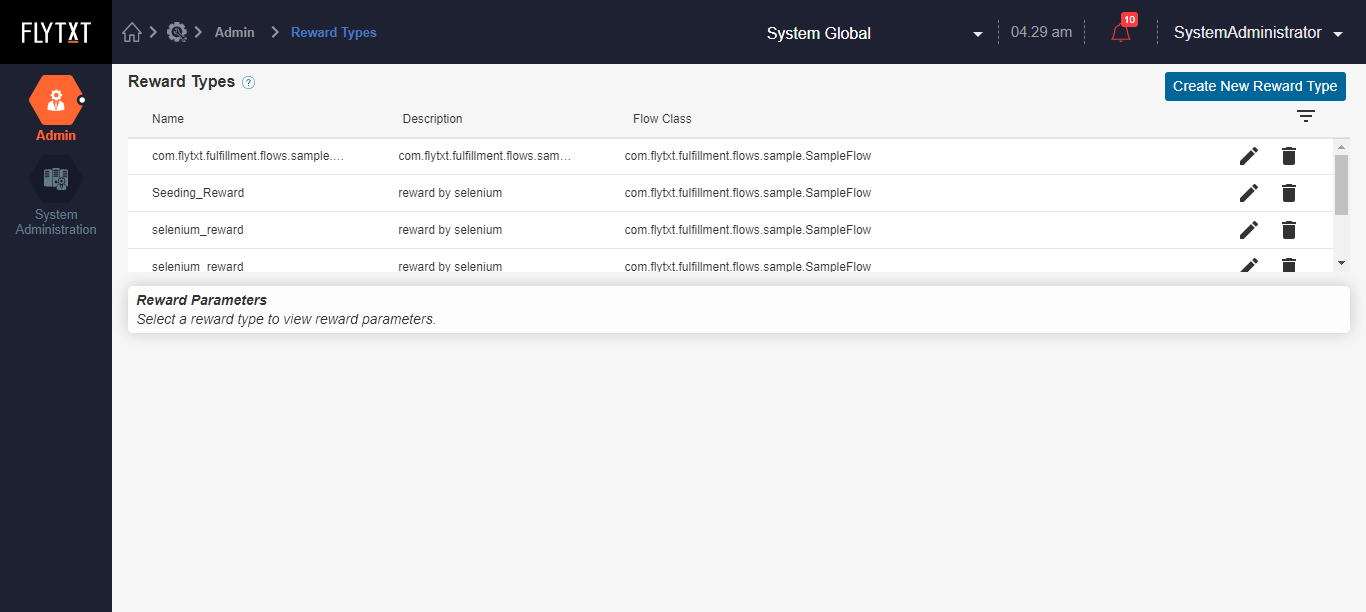 FLYTXT
Admin
Reward Types
System Global
04.29 am
10
SystemAdministrator
Admin
System
Administration
Reward Types ?
Create New Reward Type
Name Description Flow Class
com.flytxt.fulfillment.flows.sample.... com.flytxt.fulfillment.flows.sam... com.flytxt.fulfillment.flows.sample.SampleFlow
Seeding_Reward reward by selenium com.flytxt.fulfillment.flows.sample.SampleFlow
selenium_reward reward by selenium com.flytxt.fulfillment.flows.sample.SampleFlow
selenium_reward reward by selenium com.flytxt.fulfillment.flows.sample.SampleFlow
Reward Parameters
Select a reward type to view reward parameters.